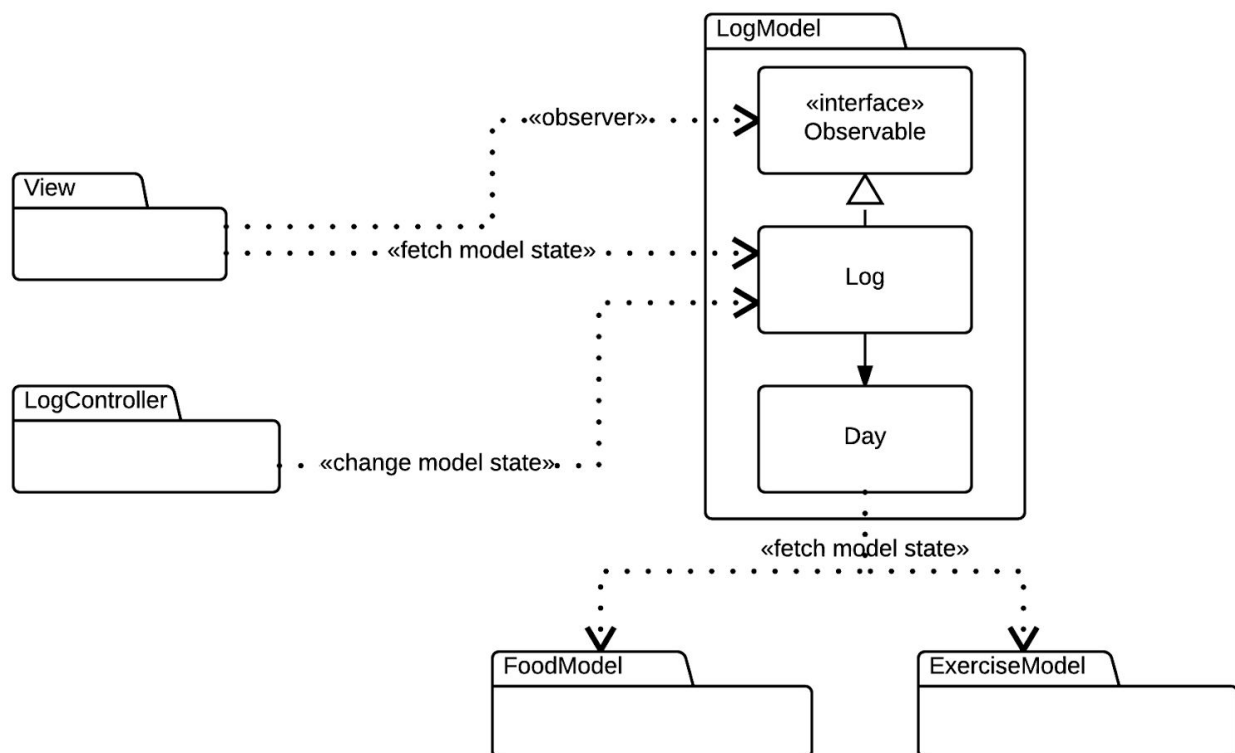 LogModel
«interface»
Observable
«observer»
View
«fetch model state»
Log
LogController
Day
«change model state»
«fetch model state»
FoodModel
ExerciseModel